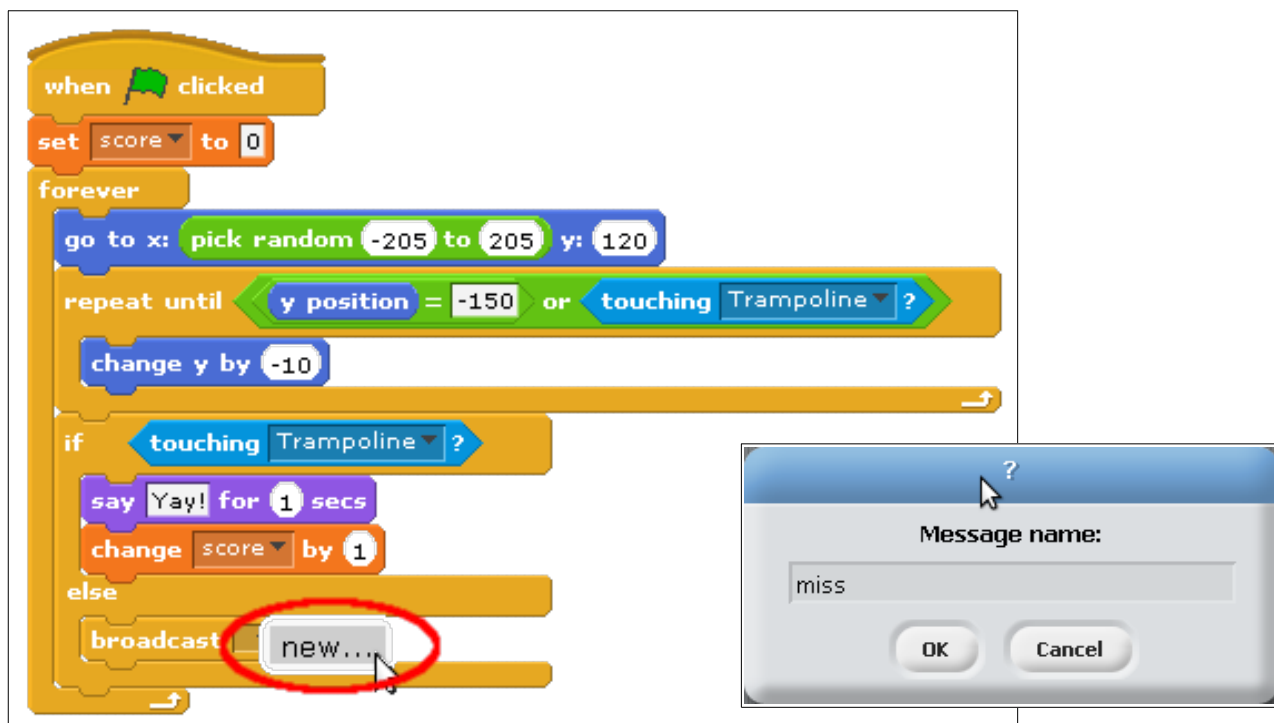 when clicked
set score to 0
forever
go to x: pick random -205 to 205 y: 120
repeat until y position = -150 or touching Trampoline ?
change y by -10
if touching Trampoline ?
say Yay! for 1 secs
change score by 1
else
broadcast
new...
?
Message name:
miss
OK Cancel